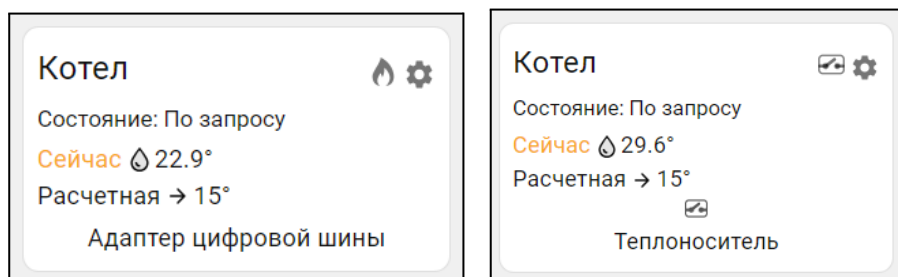 Котел
Состояние: По запросу
Сейчас 22.9°
Расчетная → 15°
Адаптер цифровой шины
Котел
Состояние: По запросу
Сейчас 29.6°
Расчетная → 15°
Теплоноситель